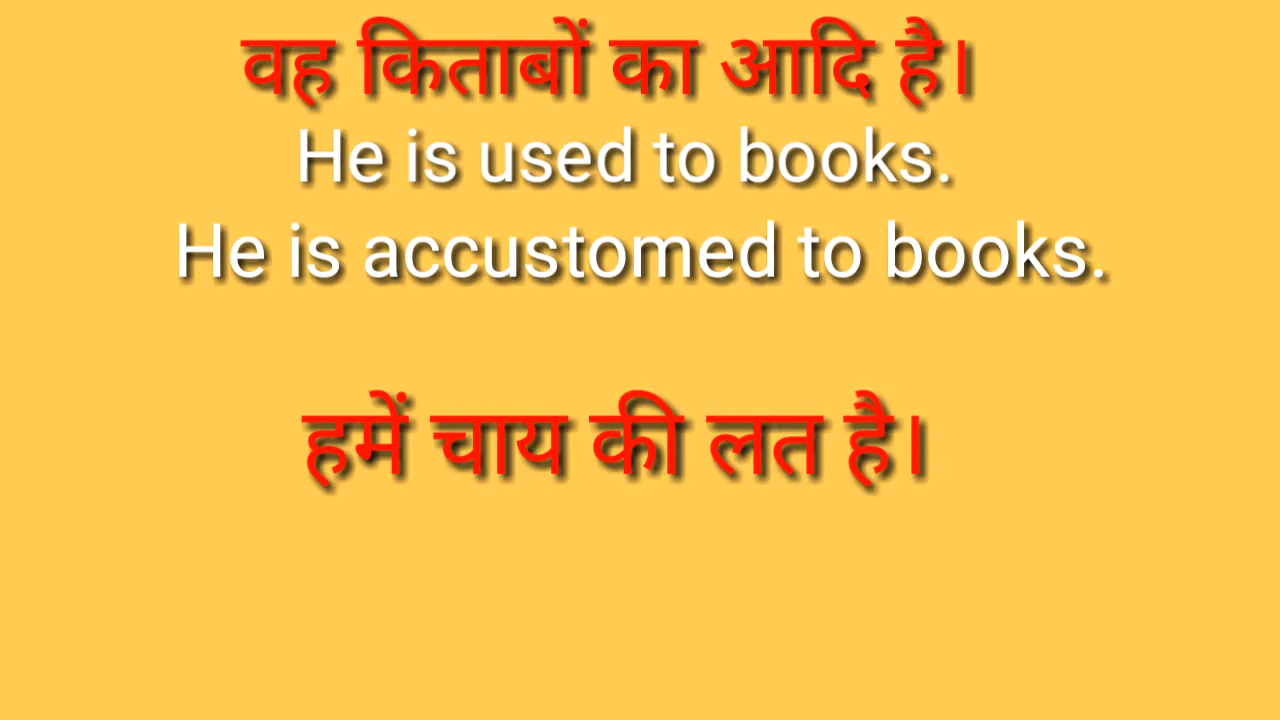 वह किताबों का आदि है।
He is used to books.
He is accustomed to books.
हमें चाय की लत है।